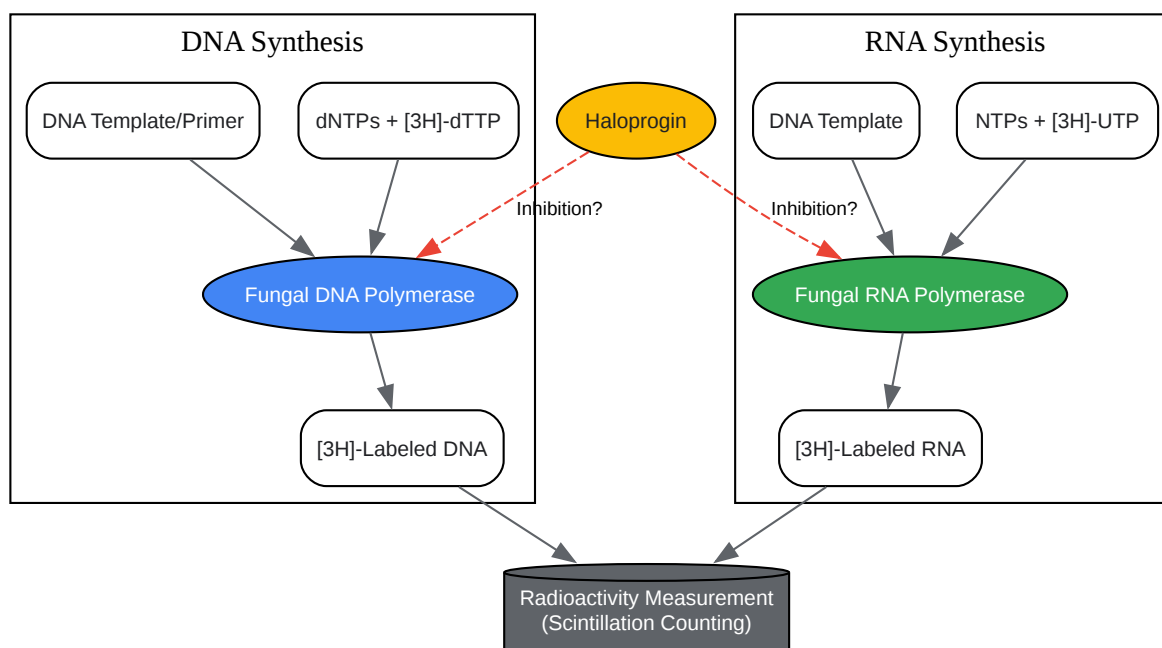 DNA Synthesis
RNA Synthesis
DNA Template/Primer
dNTPs + [3H]-dTTP
Haloprogin
DNA Template
NTPs + [3H]-UTP
Inhibition?
Inhibition?
Fungal DNA Polymerase
Fungal RNA Polymerase
[3H]-Labeled DNA
[3H]-Labeled RNA
Radioactivity Measurement
(Scintillation Counting)